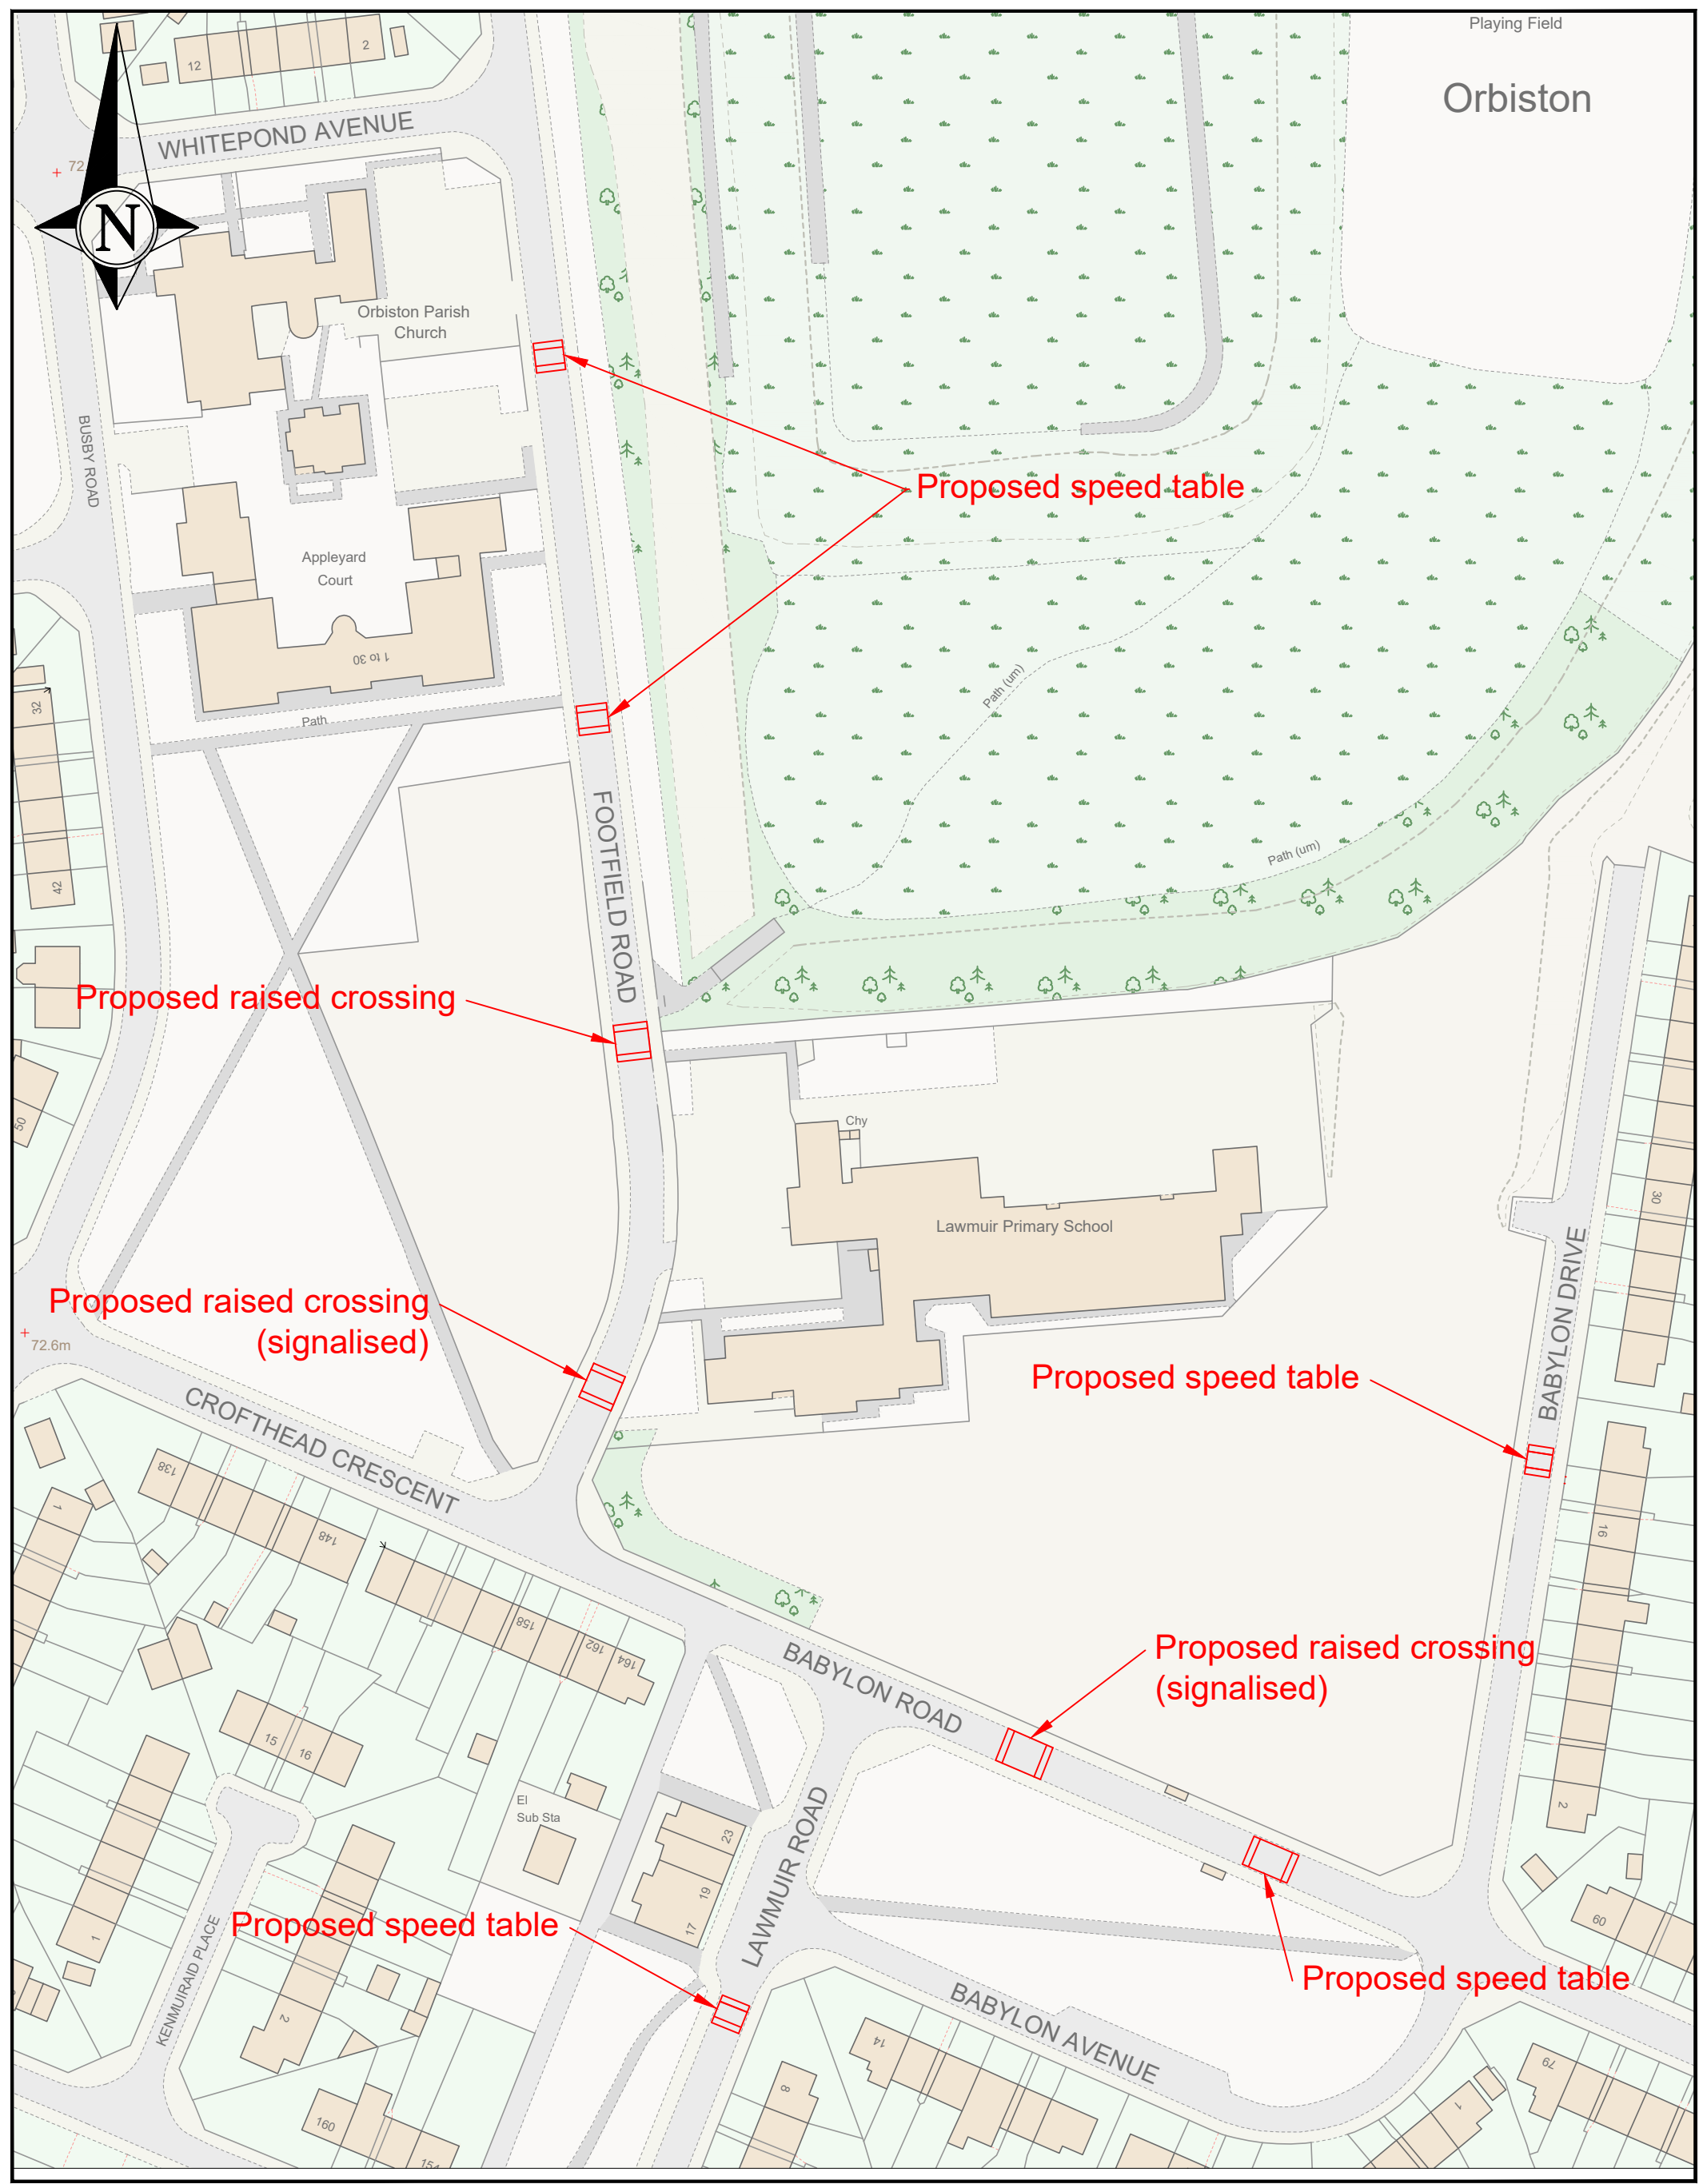 Playing Field
Orbiston
12
2
WHITEPOND AVENUE
72
N
Orbiston Parish
Church
BUSBY ROAD
Proposed speed table
Appleyard
Court
1 to 30
Path
Path (um)
32
42
50
FOOTFIELD ROAD
Path (um)
Proposed raised crossing
Chy
Lawmuir Primary School
30
BABYLON DRIVE
Proposed raised crossing
(signalised)
72.6m
Proposed speed table
CROFTHEAD CRESCENT
138
148
158
162
164
1
16
2
BABYLON ROAD
Proposed raised crossing
(signalised)
15
16
El
Sub Sta
23
19
17
LAWMUIR ROAD
1
2
KENMUIRAID PLACE
Proposed speed table
60
Proposed speed table
BABYLON AVENUE
14
8
79
1
160
154